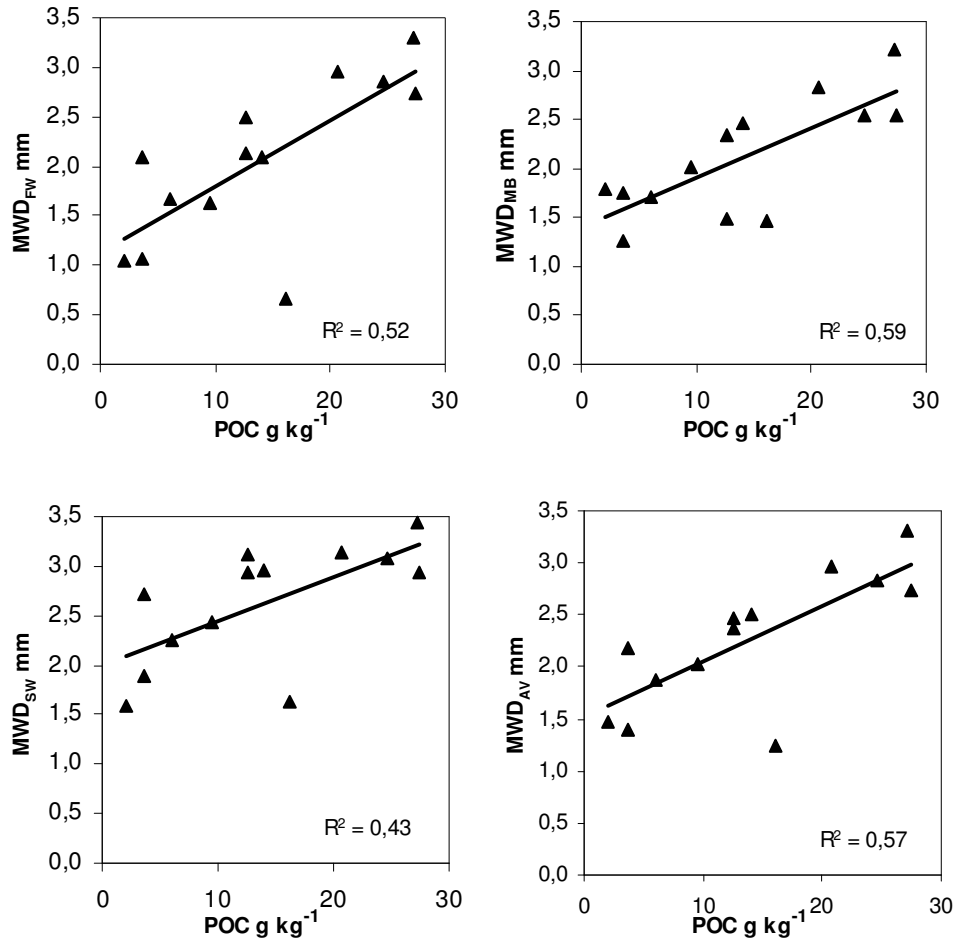 3,5
3,0
2,5
2,0
1,5
1,0
0,5
0,0
MWD_FW mm
R² = 0,52
0 10 20 30
POC g kg⁻¹
3,5
3,0
2,5
2,0
1,5
1,0
0,5
0,0
MWD_MB mm
R² = 0,59
0 10 20 30
POC g kg⁻¹
3,5
3,0
2,5
2,0
1,5
1,0
0,5
0,0
MWD_SW mm
R² = 0,43
0 10 20 30
POC g kg⁻¹
3,5
3,0
2,5
2,0
1,5
1,0
0,5
0,0
MWD_AV mm
R² = 0,57
0 10 20 30
POC g kg⁻¹